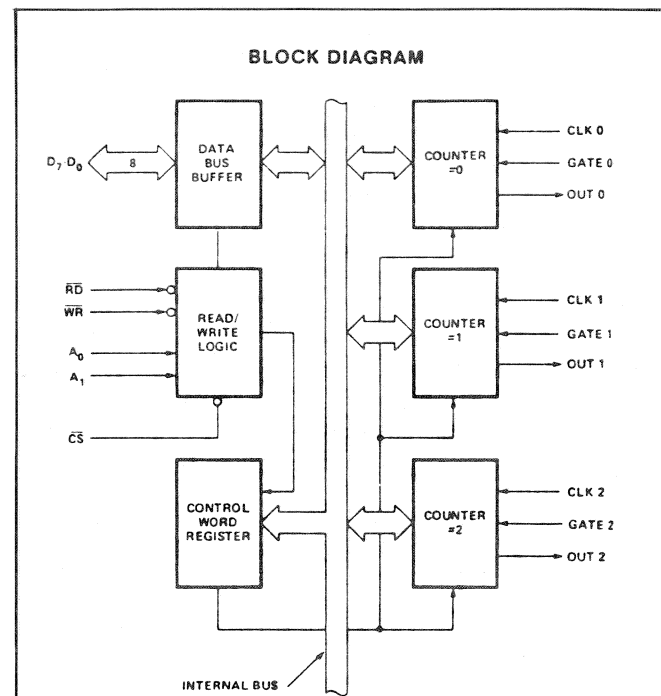 BLOCK DIAGRAM
D7-D0
8
DATA
BUS
BUFFER
COUNTER
=0
CLK 0
GATE 0
OUT 0
RD
WR
A0
A1
CS
READ/
WRITE
LOGIC
COUNTER
=1
CLK 1
GATE 1
OUT 1
CONTROL
WORD
REGISTER
COUNTER
=2
CLK 2
GATE 2
OUT 2
INTERNAL BUS